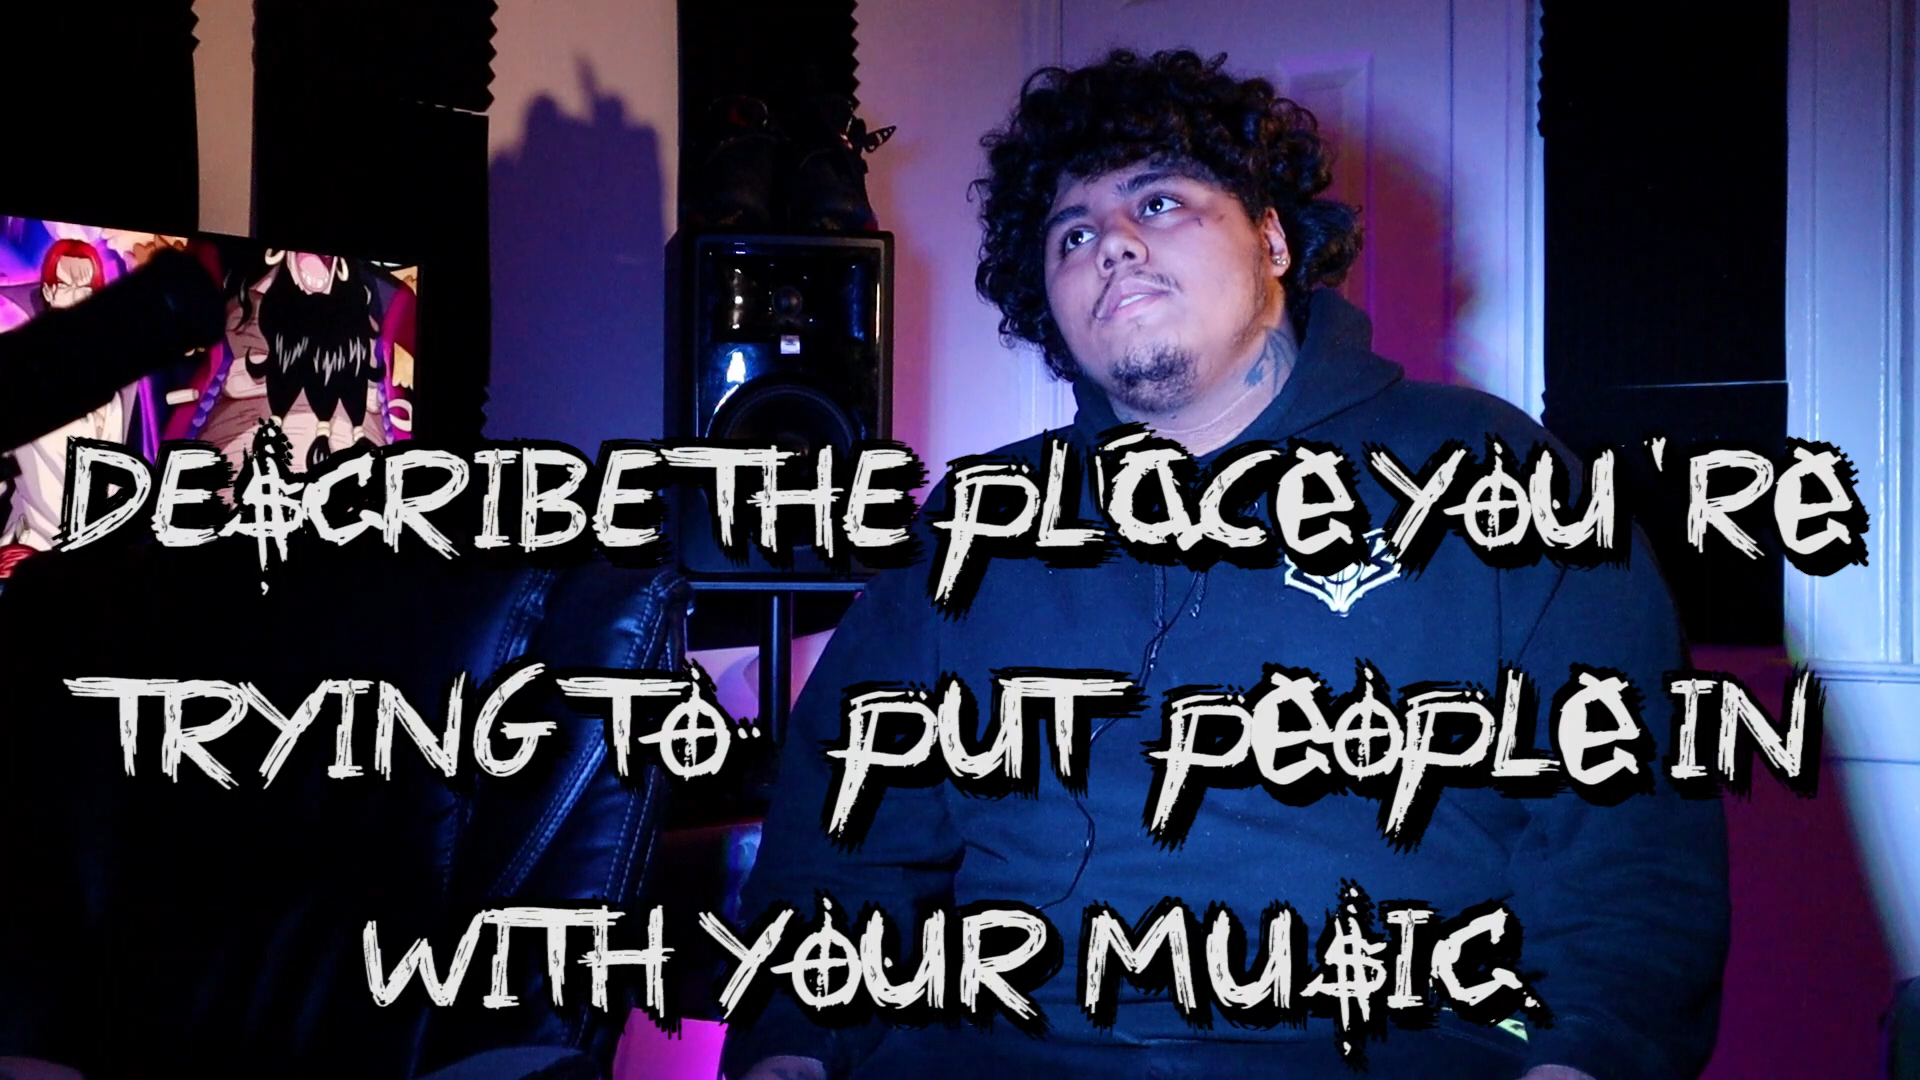 DE$CRIBE THE PLACE YOU'RE
TRYING TO PUT PEOPLE IN
WITH YOUR MU$IC.